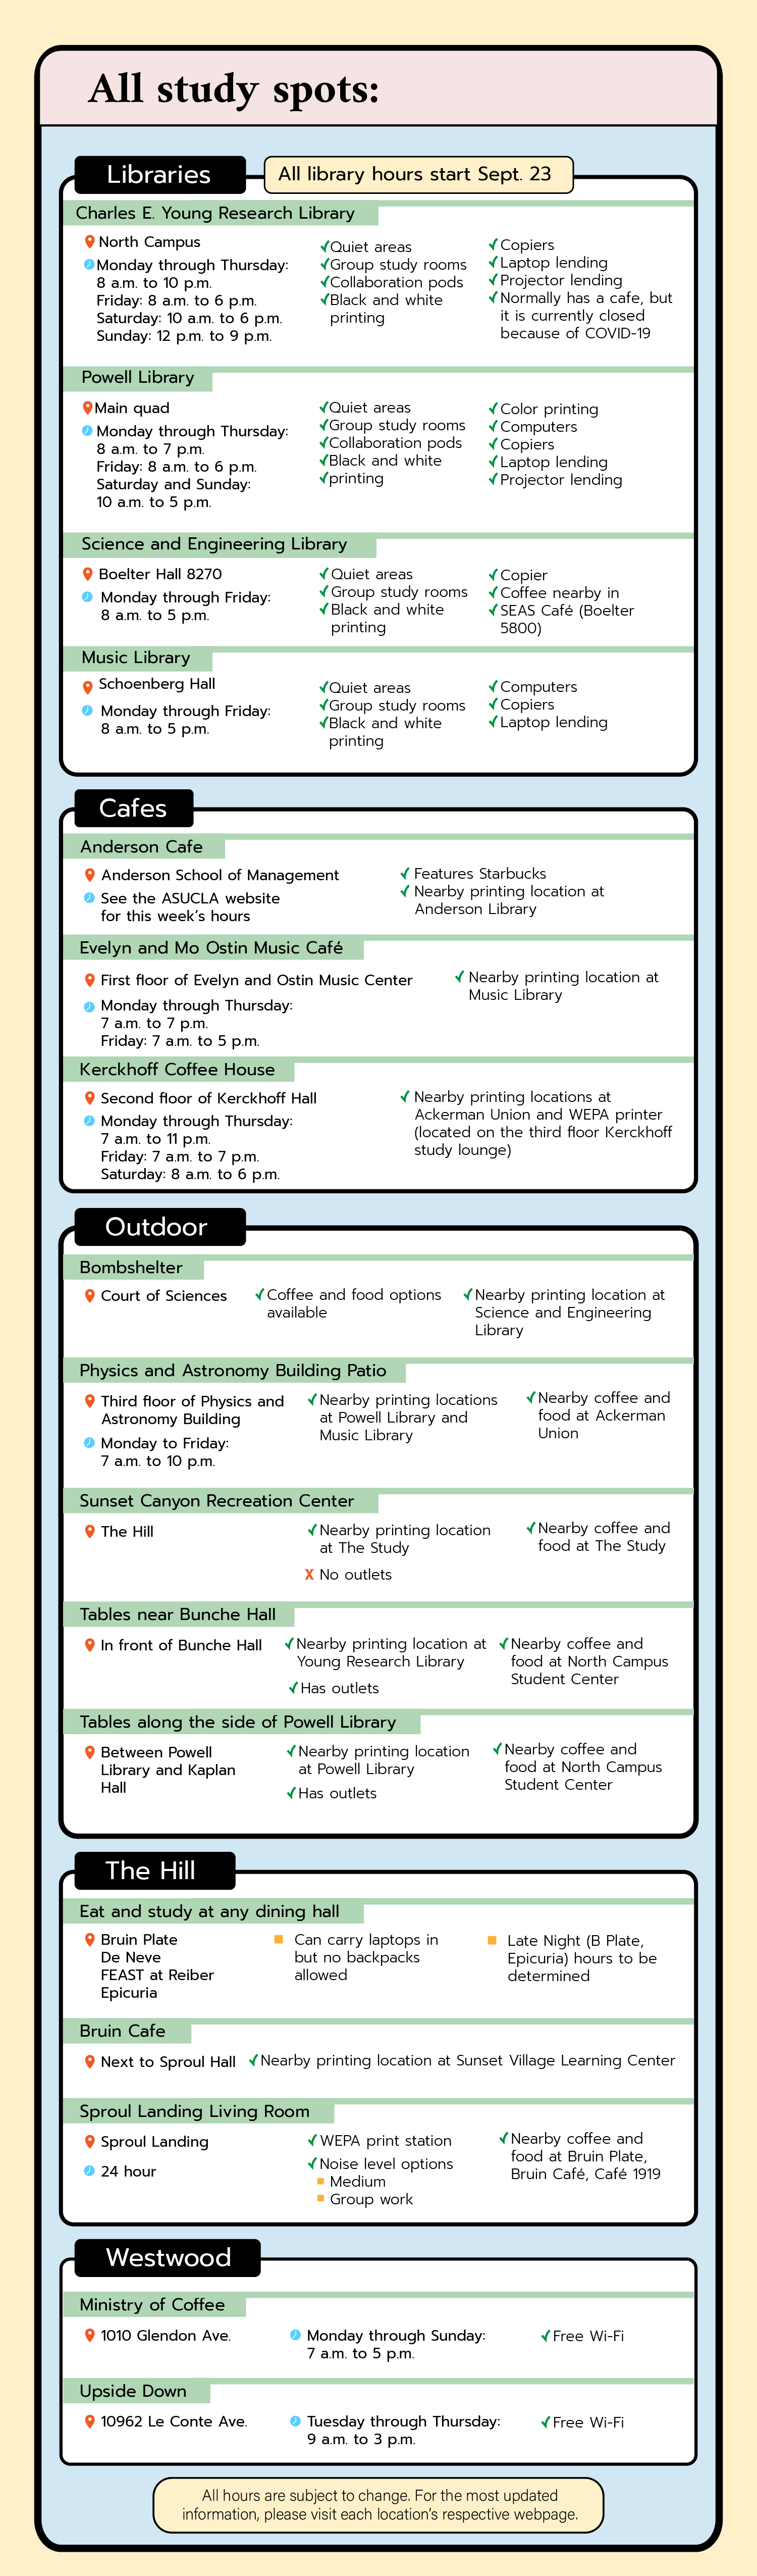 All study spots:
Libraries
All library hours start Sept. 23
Charles E. Young Research Library
North Campus
Monday through Thursday:
8 a.m. to 10 p.m.
Friday: 8 a.m. to 6 p.m.
Saturday: 10 a.m. to 6 p.m.
Sunday: 12 p.m. to 9 p.m.
Quiet areas
Group study rooms
Collaboration pods
Black and white
printing
Copiers
Laptop lending
Projector lending
Normally has a cafe, but
it is currently closed
because of COVID-19
Powell Library
Main quad
Monday through Thursday:
8 a.m. to 7 p.m.
Friday: 8 a.m. to 6 p.m.
Saturday and Sunday:
10 a.m. to 5 p.m.
Quiet areas
Group study rooms
Collaboration pods
Black and white
printing
Color printing
Computers
Copiers
Laptop lending
Projector lending
Science and Engineering Library
Boelter Hall 8270
Monday through Friday:
8 a.m. to 5 p.m.
Quiet areas
Group study rooms
Black and white
printing
Copier
Coffee nearby in
SEAS Café (Boelter
5800)
Music Library
Schoenberg Hall
Monday through Friday:
8 a.m. to 5 p.m.
Quiet areas
Group study rooms
Black and white
printing
Computers
Copiers
Laptop lending
Cafes
Anderson Cafe
Anderson School of Management
See the ASUCLA website
for this week's hours
Features Starbucks
Nearby printing location at
Anderson Library
Evelyn and Mo Ostin Music Café
First floor of Evelyn and Ostin Music Center
Monday through Thursday:
7 a.m. to 7 p.m.
Friday: 7 a.m. to 5 p.m.
Nearby printing location at
Music Library
Kerckhoff Coffee House
Second floor of Kerckhoff Hall
Monday through Thursday:
7 a.m. to 11 p.m.
Friday: 7 a.m. to 7 p.m.
Saturday: 8 a.m. to 6 p.m.
Nearby printing locations at
Ackerman Union and WEPA printer
(located on the third floor Kerckhoff
study lounge)
Outdoor
Bombshelter
Court of Sciences
Coffee and food options
available
Nearby printing location at
Science and Engineering
Library
Physics and Astronomy Building Patio
Third floor of Physics and
Astronomy Building
Monday to Friday:
7 a.m. to 10 p.m.
Nearby printing locations
at Powell Library and
Music Library
Nearby coffee and
food at Ackerman
Union
Sunset Canyon Recreation Center
The Hill
Nearby printing location
at The Study
X No outlets
Nearby coffee and
food at The Study
Tables near Bunche Hall
In front of Bunche Hall
Nearby printing location at
Young Research Library
Has outlets
Nearby coffee and
food at North Campus
Student Center
Tables along the side of Powell Library
Between Powell
Library and Kaplan
Hall
Nearby printing location
at Powell Library
Has outlets
Nearby coffee and
food at North Campus
Student Center
The Hill
Eat and study at any dining hall
Bruin Plate
De Neve
FEAST at Reiber
Epicuria
Can carry laptops in
but no backpacks
allowed
Late Night (B Plate,
Epicuria) hours to be
determined
Bruin Cafe
Next to Sproul Hall
Nearby printing location at Sunset Village Learning Center
Sproul Landing Living Room
Sproul Landing
24 hour
WEPA print station
Noise level options
Medium
Group work
Nearby coffee and
food at Bruin Plate,
Bruin Café, Café 1919
Westwood
Ministry of Coffee
1010 Glendon Ave.
Monday through Sunday:
7 a.m. to 5 p.m.
Free Wi-Fi
Upside Down
10962 Le Conte Ave.
Tuesday through Thursday:
9 a.m. to 3 p.m.
Free Wi-Fi
All hours are subject to change. For the most updated
information, please visit each location's respective webpage.